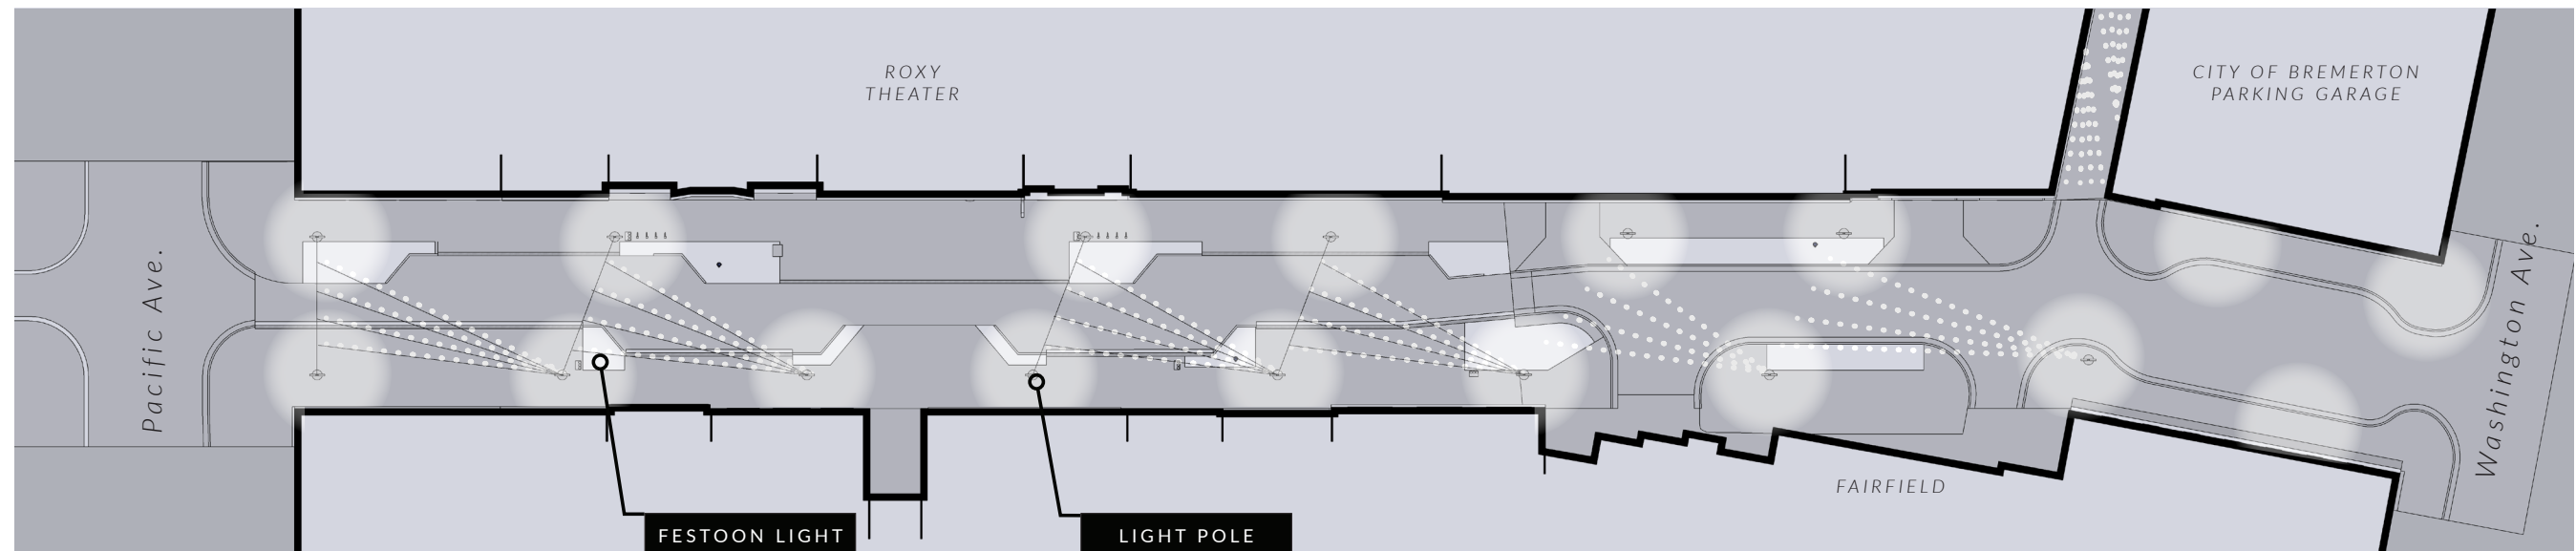 ROXY
THEATER
CITY OF BREMERTON
PARKING GARAGE
Pacific Ave.
Washington Ave.
FAIRFIELD
FESTOON LIGHT
LIGHT POLE